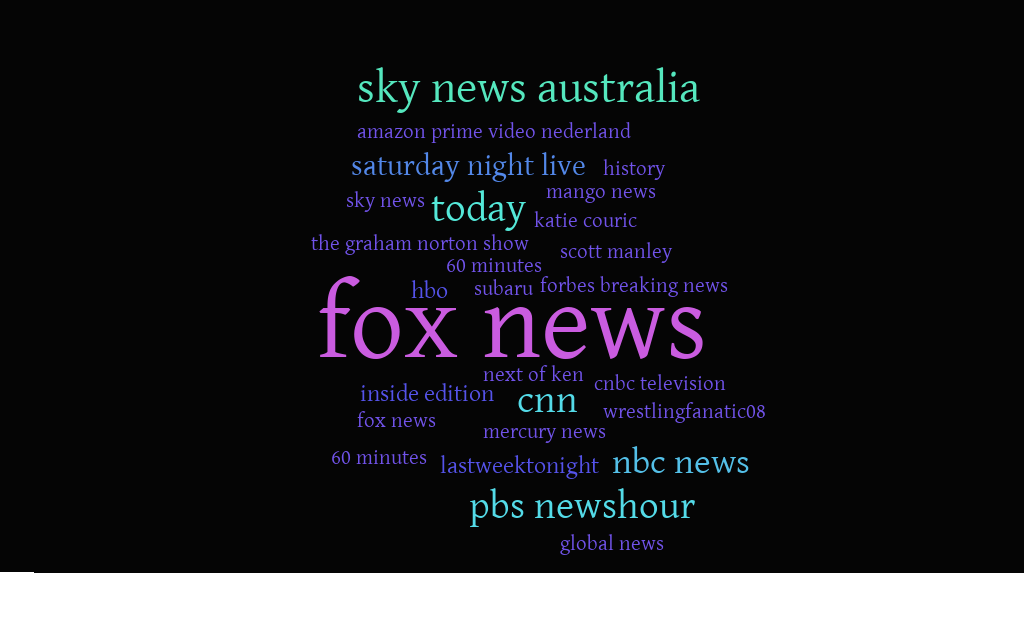 sky news australia
amazon prime video nederland
saturday night live
history
sky news
today
mango news
katie couric
the graham norton show
scott manley
60 minutes
hbo
subaru
forbes breaking news
fox news
next of ken
inside edition
cnn
cnbc television
fox news
wrestlingfanatic08
mercury news
60 minutes
lastweektonight
nbc news
pbs newshour
global news